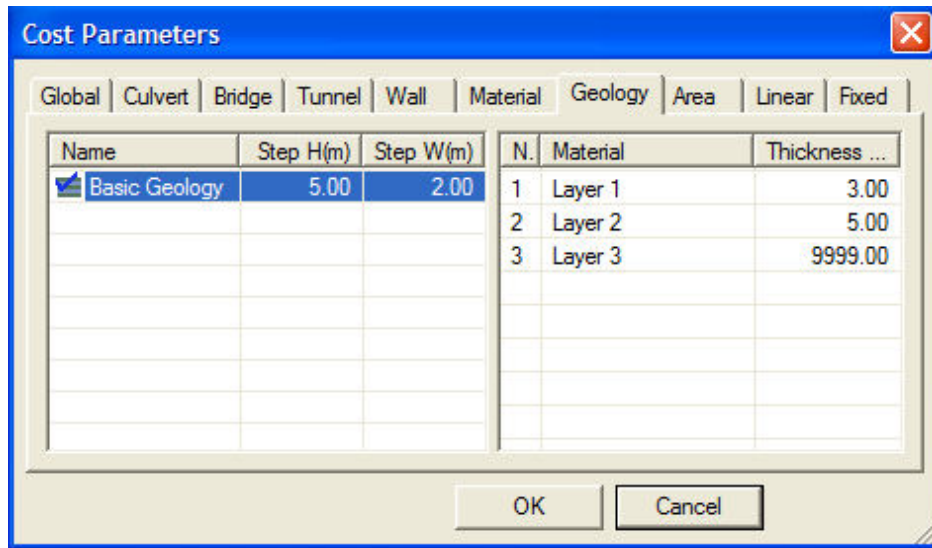 Cost Parameters
Global Culvert Bridge Tunnel Wall Material Geology Area Linear Fixed
Name Step H(m) Step W(m) N. Material Thickness ...
Basic Geology 5.00 2.00 1 Layer 1 3.00
2 Layer 2 5.00
3 Layer 3 9999.00
OK Cancel